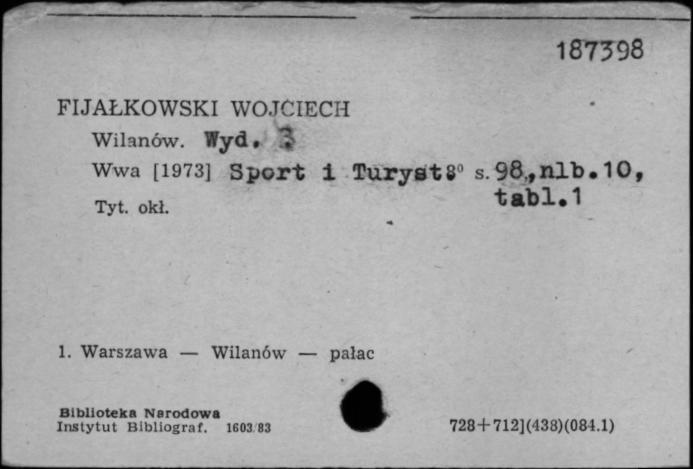 187398
FIJAŁKOWSKI WOJCIECH
Wilanów. Wyd. 3
Wwa [1973] Sport i Turyst. 8° s. 98, nlb. 10,
tabl. 1
Tyt. okł.
1. Warszawa — Wilanów — pałac
Biblioteka Narodowa
Instytut Bibliograf. 1603/83
728+712](438)(084.1)